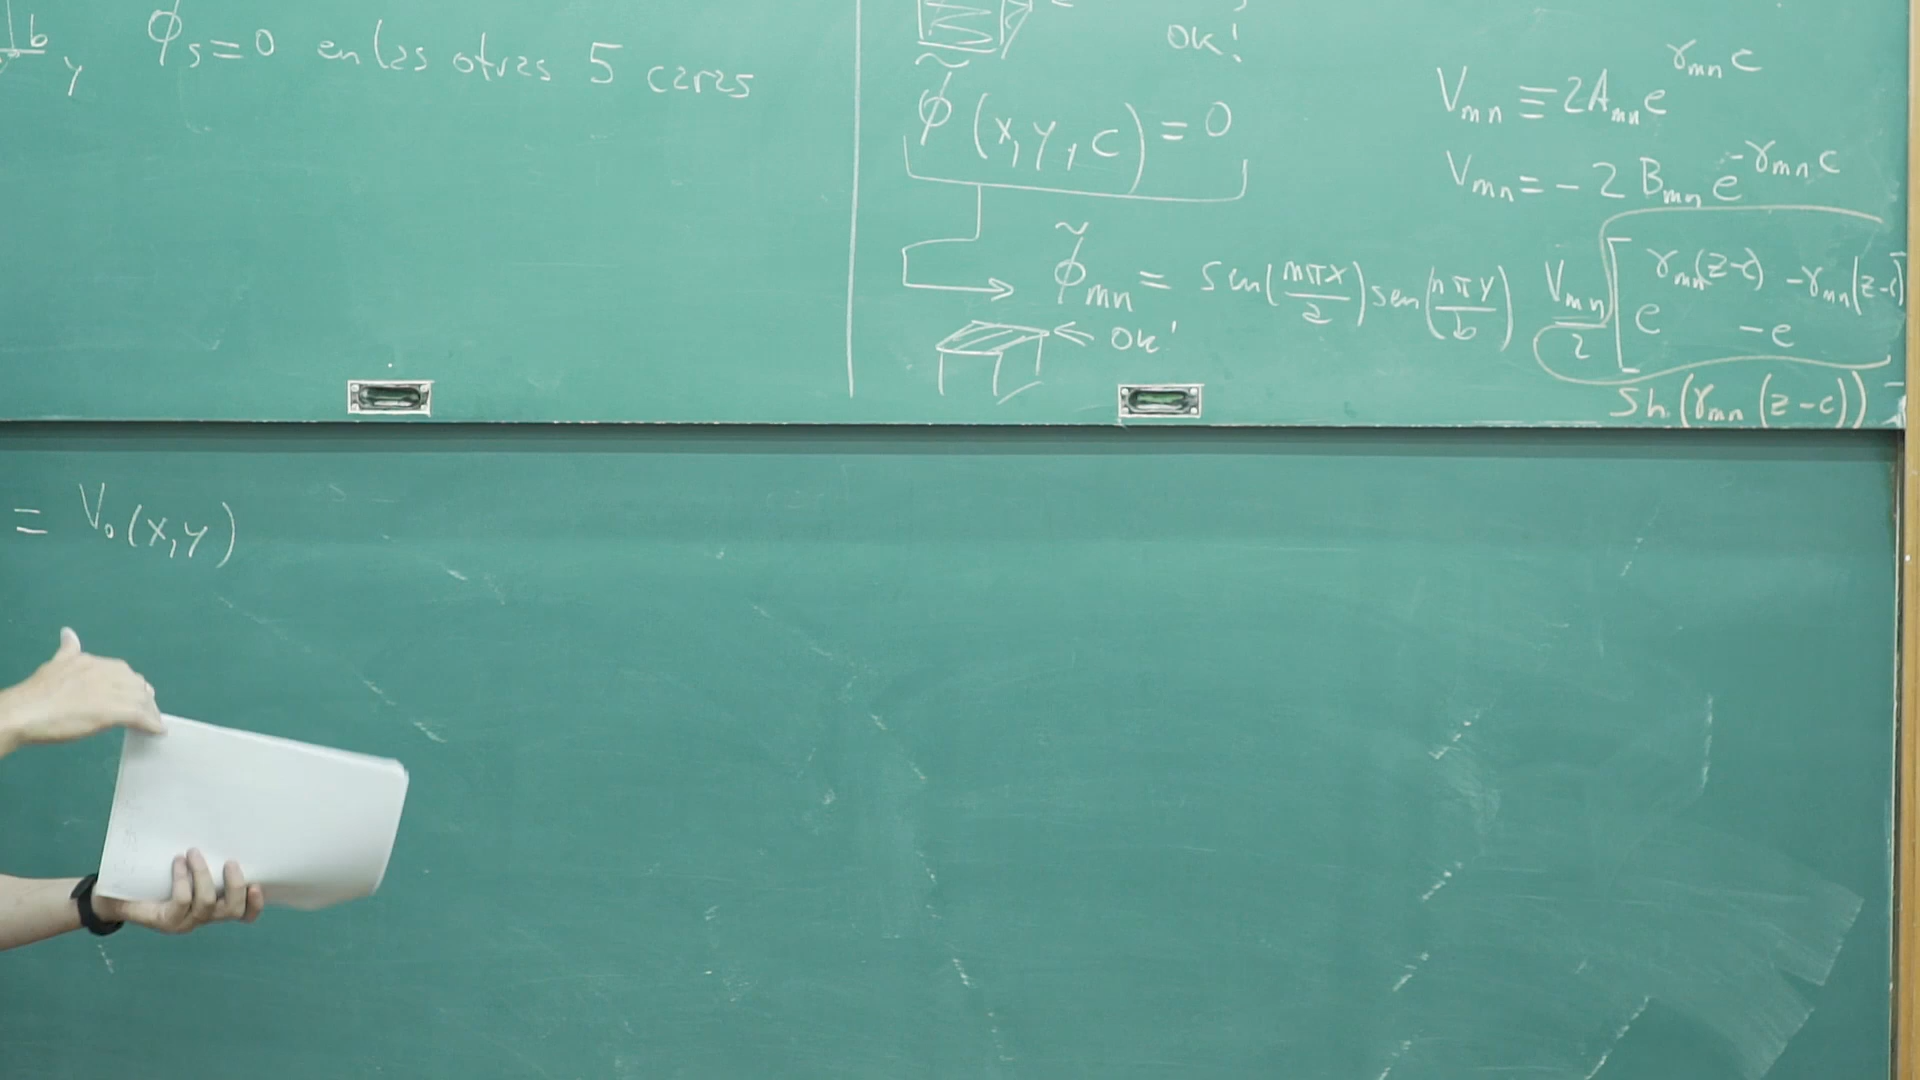 b
y
ϕₛ=0 en las otras 5 caras
OK!
ϕ̃(x,y,c)=0
ϕ̃ₘₙ = sen(mπx/a) sen(nπy/b) Vₘₙ/2 [e^{γₘₙ(z-c)} - e^{-γₘₙ(z-c)}]
OK!
Vₘₙ ≡ 2Aₘₙ e^{γₘₙ c}
Vₘₙ = -2 Bₘₙ e^{-γₘₙ c}
Sh(γₘₙ(z-c))
= V₀(x,y)